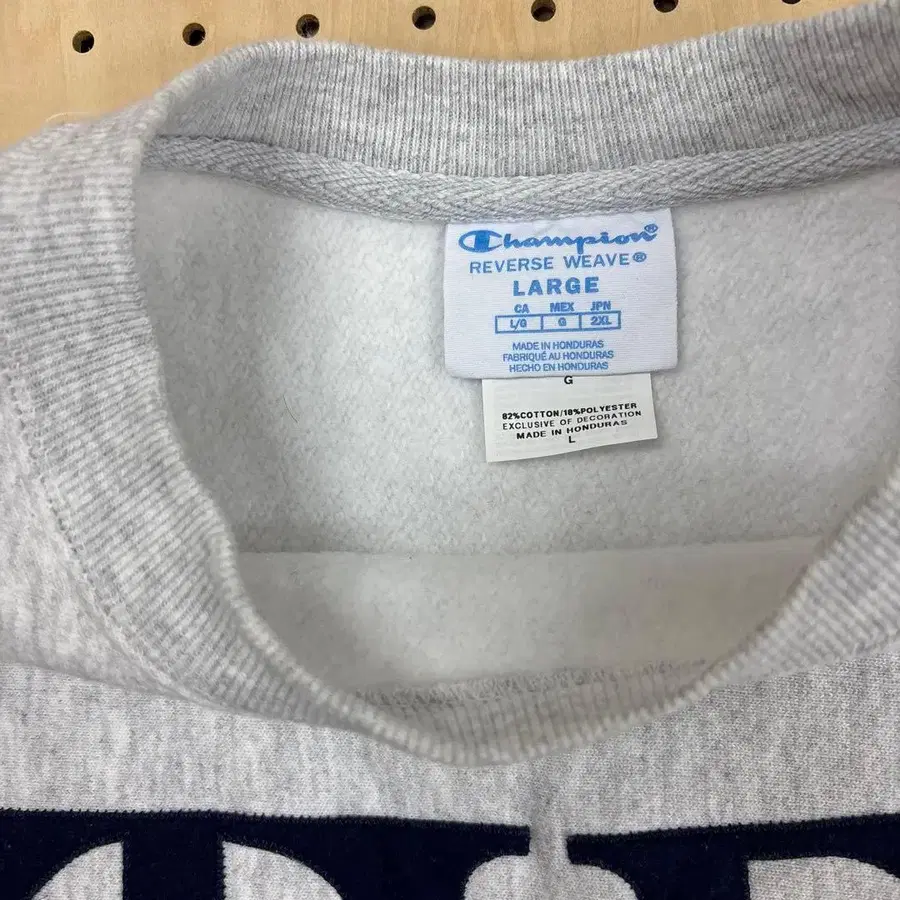 Champion®
REVERSE WEAVE®
LARGE
CA MEX JPN
L/G G 2XL
MADE IN HONDURAS
FABRIQUÉ AU HONDURAS
HECHO EN HONDURAS
G
82%COTTON/18%POLYESTER
EXCLUSIVE OF DECORATION
MADE IN HONDURAS
L